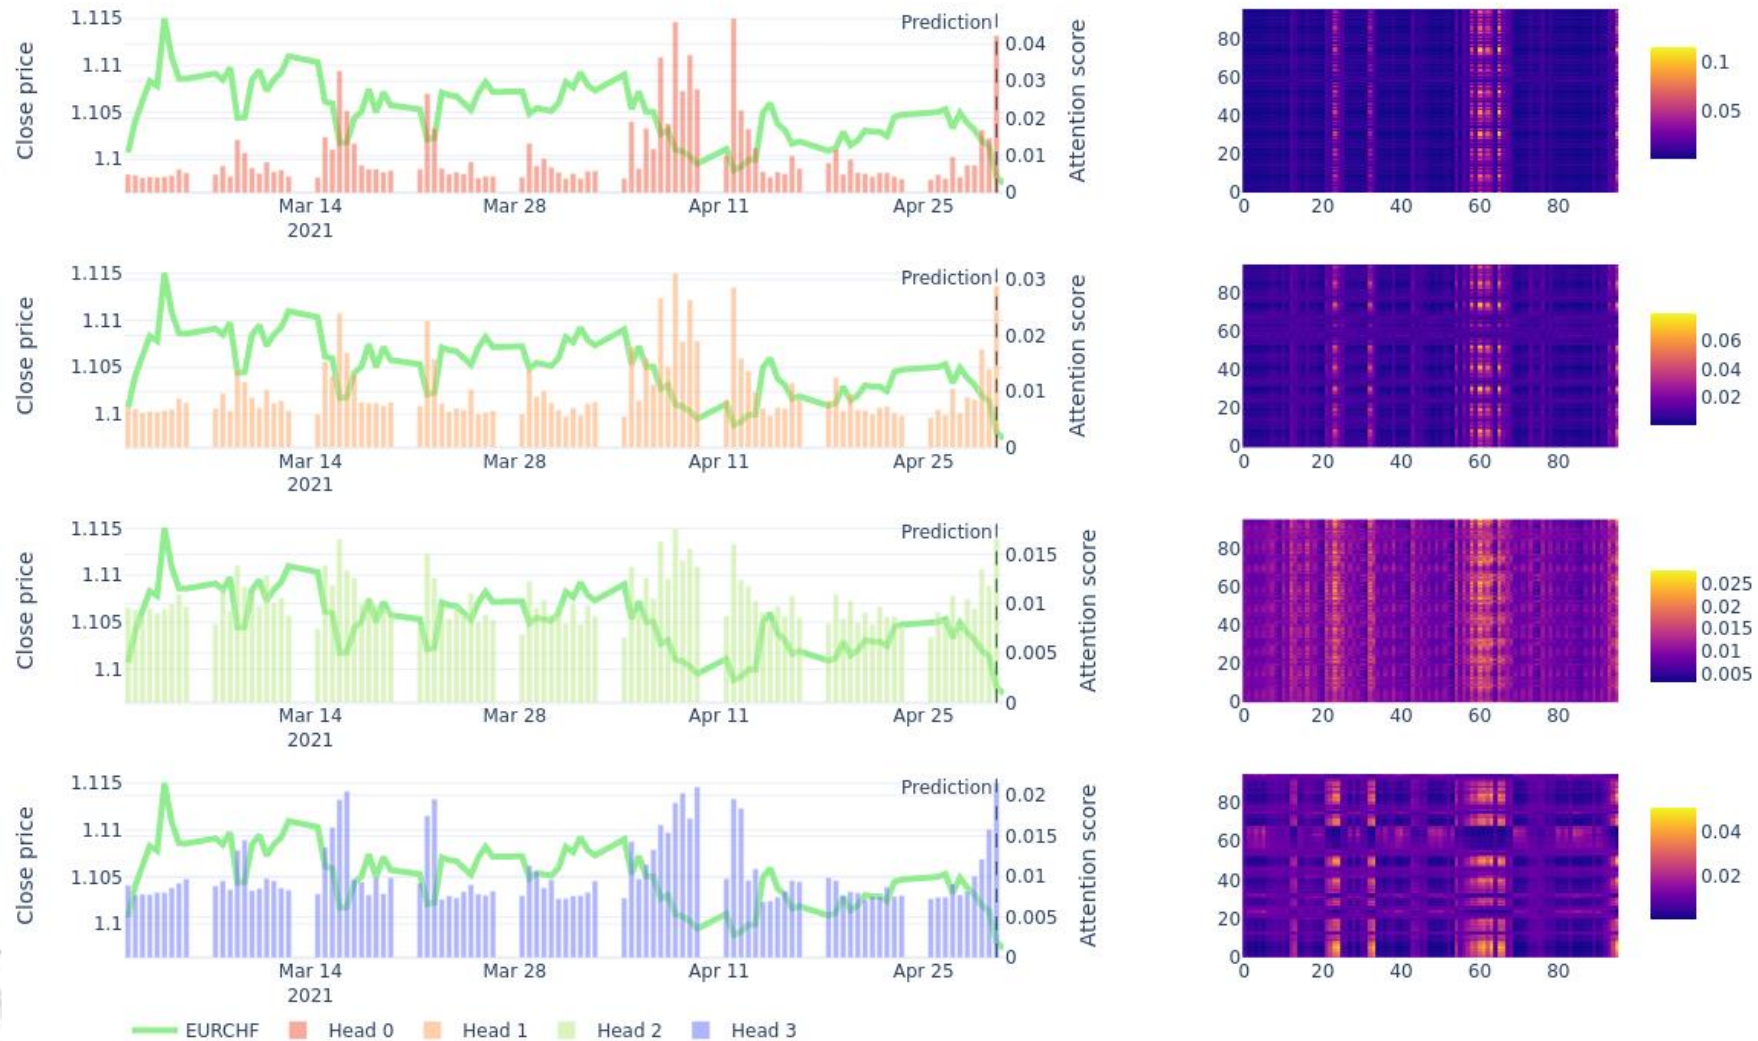 1.115
1.11
1.105
1.1
Close price
Prediction
0.04
0.03
0.02
0.01
0
Attention score
Mar 14
2021
Mar 28
Apr 11
Apr 25
80
60
40
20
0
0 20 40 60 80
0.1
0.05
1.115
1.11
1.105
1.1
Close price
Prediction
0.03
0.02
0.01
0
Attention score
Mar 14
2021
Mar 28
Apr 11
Apr 25
80
60
40
20
0
0 20 40 60 80
0.06
0.04
0.02
1.115
1.11
1.105
1.1
Close price
Prediction
0.015
0.01
0.005
0
Attention score
Mar 14
2021
Mar 28
Apr 11
Apr 25
80
60
40
20
0
0 20 40 60 80
0.025
0.02
0.015
0.01
0.005
1.115
1.11
1.105
1.1
Close price
Prediction
0.02
0.015
0.01
0.005
0
Attention score
Mar 14
2021
Mar 28
Apr 11
Apr 25
80
60
40
20
0
0 20 40 60 80
0.04
0.02
EURCHF Head 0 Head 1 Head 2 Head 3